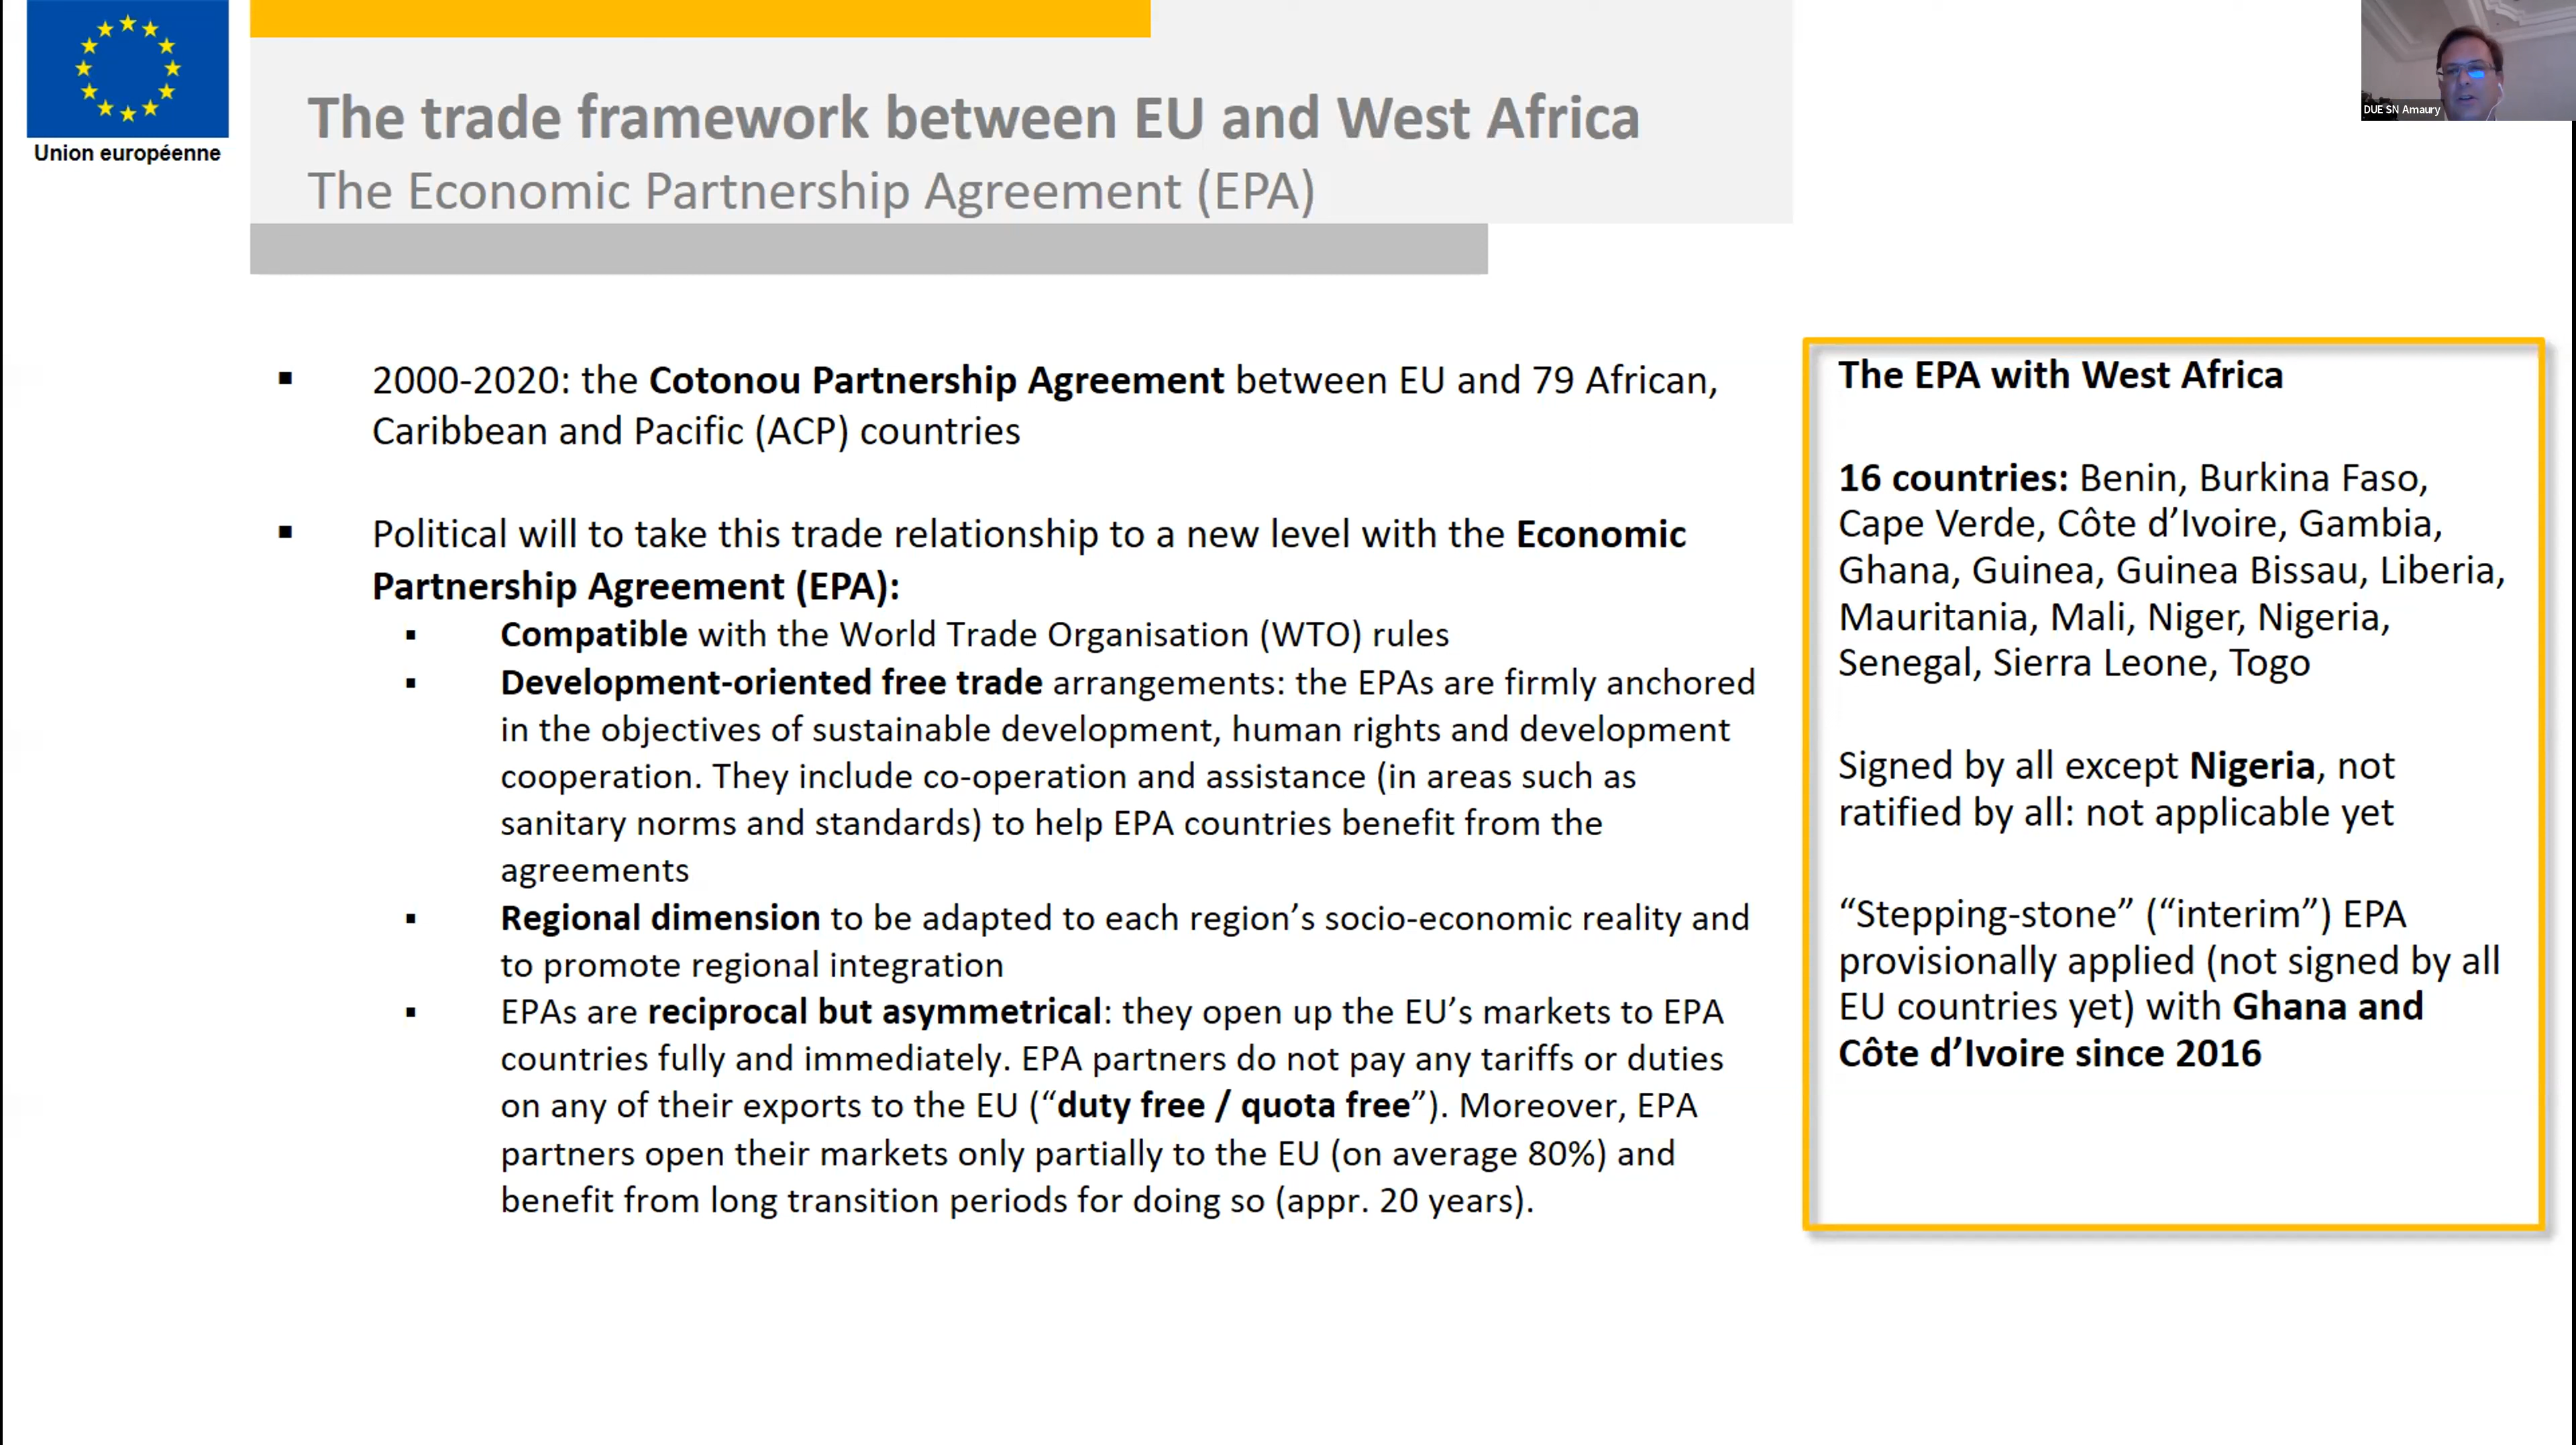 Union européenne
The trade framework between EU and West Africa
The Economic Partnership Agreement (EPA)
DUE SN Amaury
▪ 2000-2020: the Cotonou Partnership Agreement between EU and 79 African,
Caribbean and Pacific (ACP) countries
▪ Political will to take this trade relationship to a new level with the Economic
Partnership Agreement (EPA):
▪ Compatible with the World Trade Organisation (WTO) rules
▪ Development-oriented free trade arrangements: the EPAs are firmly anchored
in the objectives of sustainable development, human rights and development
cooperation. They include co-operation and assistance (in areas such as
sanitary norms and standards) to help EPA countries benefit from the
agreements
▪ Regional dimension to be adapted to each region’s socio-economic reality and
to promote regional integration
▪ EPAs are reciprocal but asymmetrical: they open up the EU’s markets to EPA
countries fully and immediately. EPA partners do not pay any tariffs or duties
on any of their exports to the EU (“duty free / quota free”). Moreover, EPA
partners open their markets only partially to the EU (on average 80%) and
benefit from long transition periods for doing so (appr. 20 years).
The EPA with West Africa
16 countries: Benin, Burkina Faso,
Cape Verde, Côte d’Ivoire, Gambia,
Ghana, Guinea, Guinea Bissau, Liberia,
Mauritania, Mali, Niger, Nigeria,
Senegal, Sierra Leone, Togo
Signed by all except Nigeria, not
ratified by all: not applicable yet
“Stepping-stone” (“interim”) EPA
provisionally applied (not signed by all
EU countries yet) with Ghana and
Côte d’Ivoire since 2016